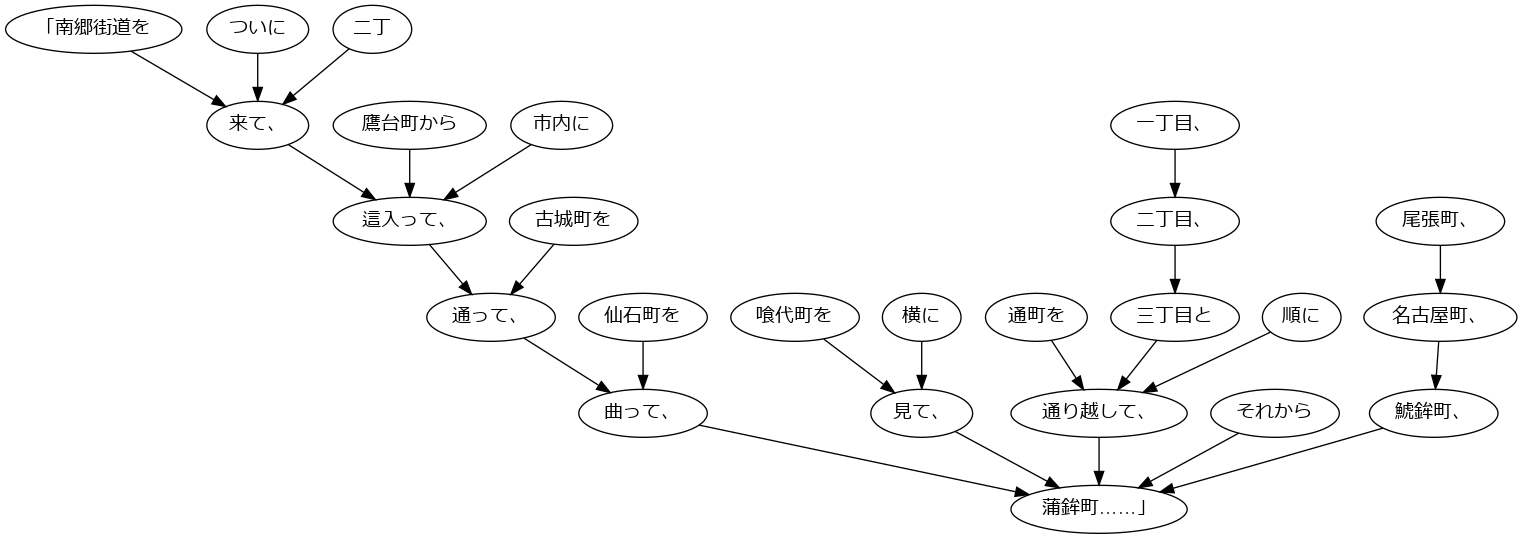 「南郷街道を
ついに
二丁
来て、
鷹台町から
市内に
一丁目、
這入って、
古城町を
二丁目、
尾張町、
通って、
仙石町を
喰代町を
横に
通町を
三丁目と
順に
名古屋町、
曲って、
見て、
通り越して、
それから
鯱鉾町、
蒲鉾町……」